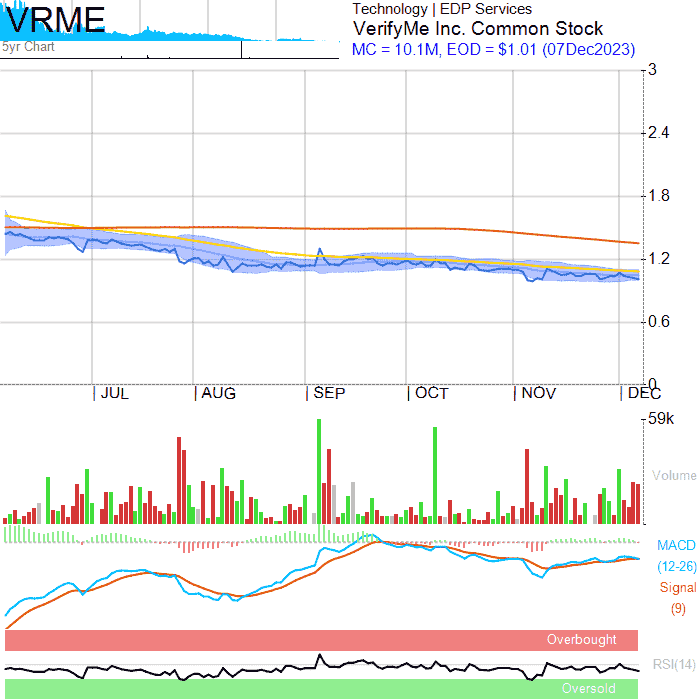 VRME
5yr Chart
Technology | EDP Services
VerifyMe Inc. Common Stock
MC = 10.1M, EOD = $1.01 (07Dec2023)
3
2.4
1.8
1.2
0.6
0
JUL
AUG
SEP
OCT
NOV
DEC
59k
Volume
MACD
(12-26)
Signal
(9)
Overbought
RSI(14)
Oversold